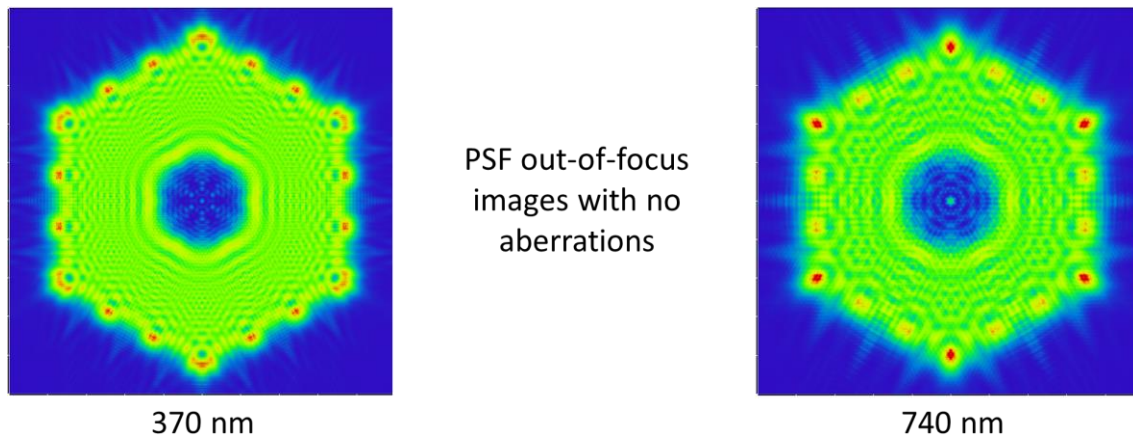 PSF out-of-focus
images with no
aberrations
370 nm
740 nm